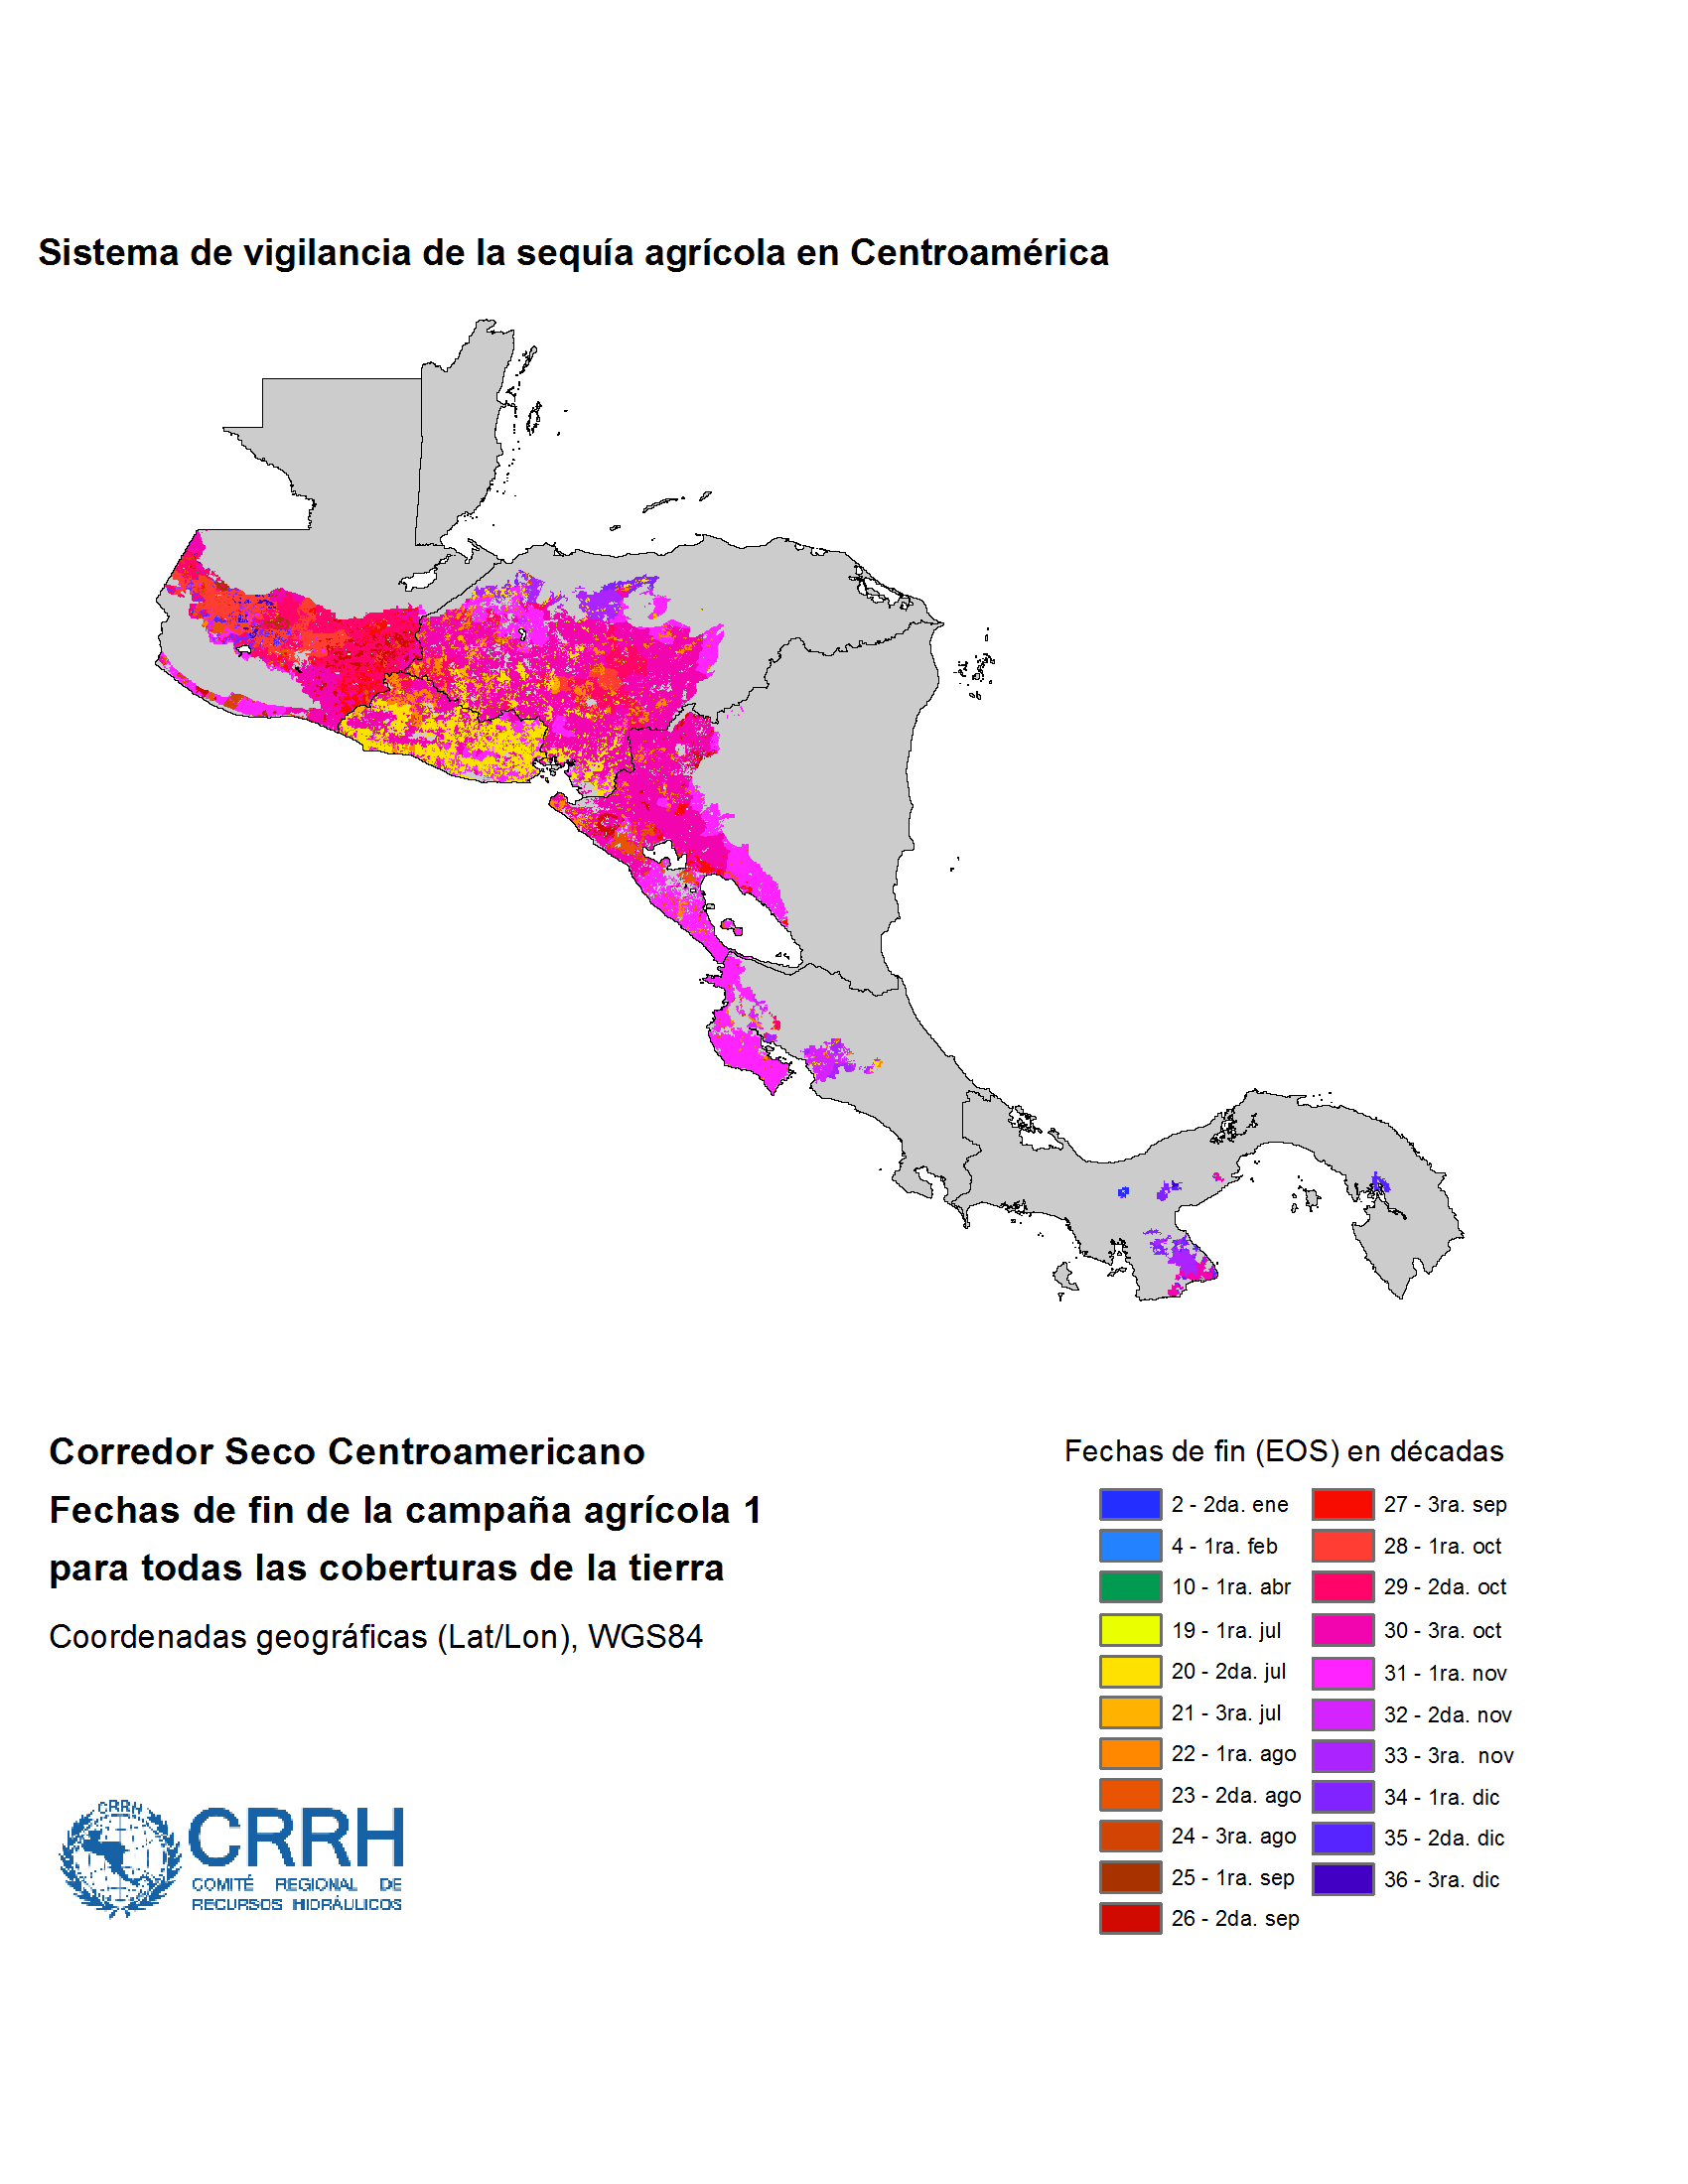 Sistema de vigilancia de la sequía agrícola en Centroamérica
Corredor Seco Centroamericano
Fechas de fin de la campaña agrícola 1
para todas las coberturas de la tierra
Coordenadas geográficas (Lat/Lon), WGS84
CRRH
CRRH
COMITÉ REGIONAL DE
RECURSOS HIDRÁULICOS
Fechas de fin (EOS) en décadas
2 - 2da. ene
4 - 1ra. feb
10 - 1ra. abr
19 - 1ra. jul
20 - 2da. jul
21 - 3ra. jul
22 - 1ra. ago
23 - 2da. ago
24 - 3ra. ago
25 - 1ra. sep
26 - 2da. sep
27 - 3ra. sep
28 - 1ra. oct
29 - 2da. oct
30 - 3ra. oct
31 - 1ra. nov
32 - 2da. nov
33 - 3ra.  nov
34 - 1ra. dic
35 - 2da. dic
36 - 3ra. dic